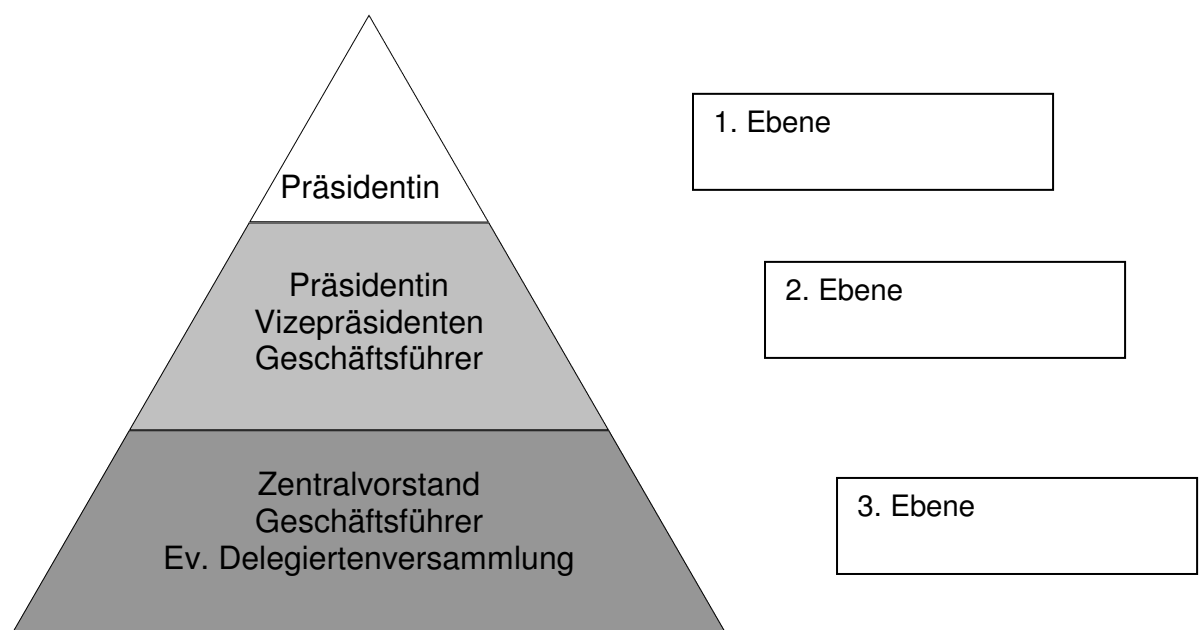 1. Ebene
Präsidentin
Präsidentin
Vizepräsidenten
Geschäftsführer
2. Ebene
Zentralvorstand
Geschäftsführer
Ev. Delegiertenversammlung
3. Ebene